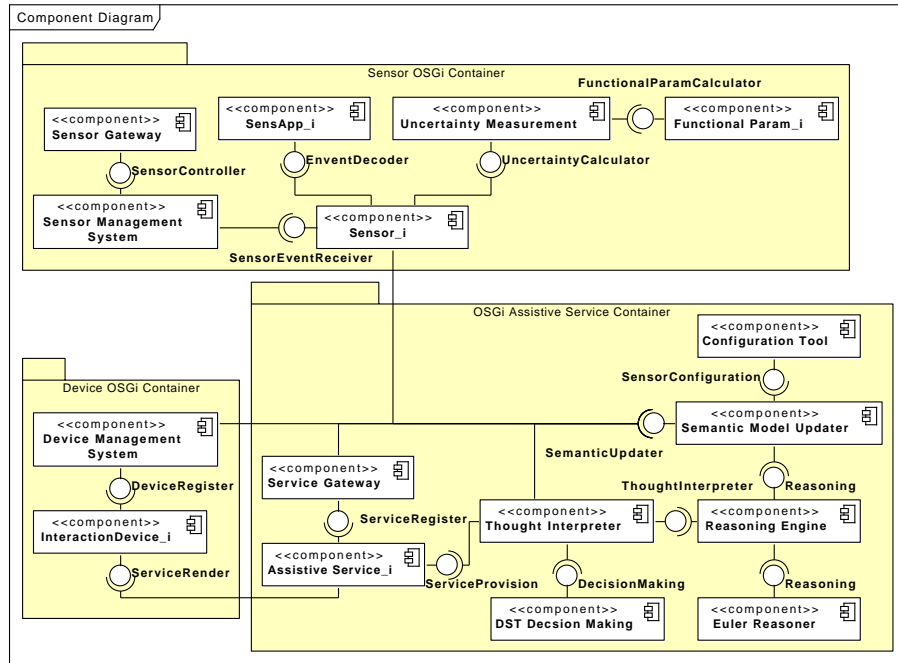 Component Diagram
Sensor OSGi Container
FunctionalParamCalculator
<<component>>
Sensor Gateway
<<component>>
SensApp_i
<<component>>
Uncertainty Measurement
<<component>>
Functional Param_i
SensorController
EnventDecoder
UncertaintyCalculator
<<component>>
Sensor Management
System
<<component>>
Sensor_i
SensorEventReceiver
OSGi Assistive Service Container
<<component>>
Configuration Tool
SensorConfiguration
Device OSGi Container
<<component>>
Device Management
System
<<component>>
Semantic Model Updater
SemanticUpdater
<<component>>
Service Gateway
DeviceRegister
ThoughtInterpreter
Reasoning
<<component>>
InteractionDevice_i
ServiceRegister
<<component>>
Thought Interpreter
<<component>>
Reasoning Engine
<<component>>
Assistive Service_i
ServiceRender
ServiceProvision
DecisionMaking
Reasoning
<<component>>
DST Decsion Making
<<component>>
Euler Reasoner